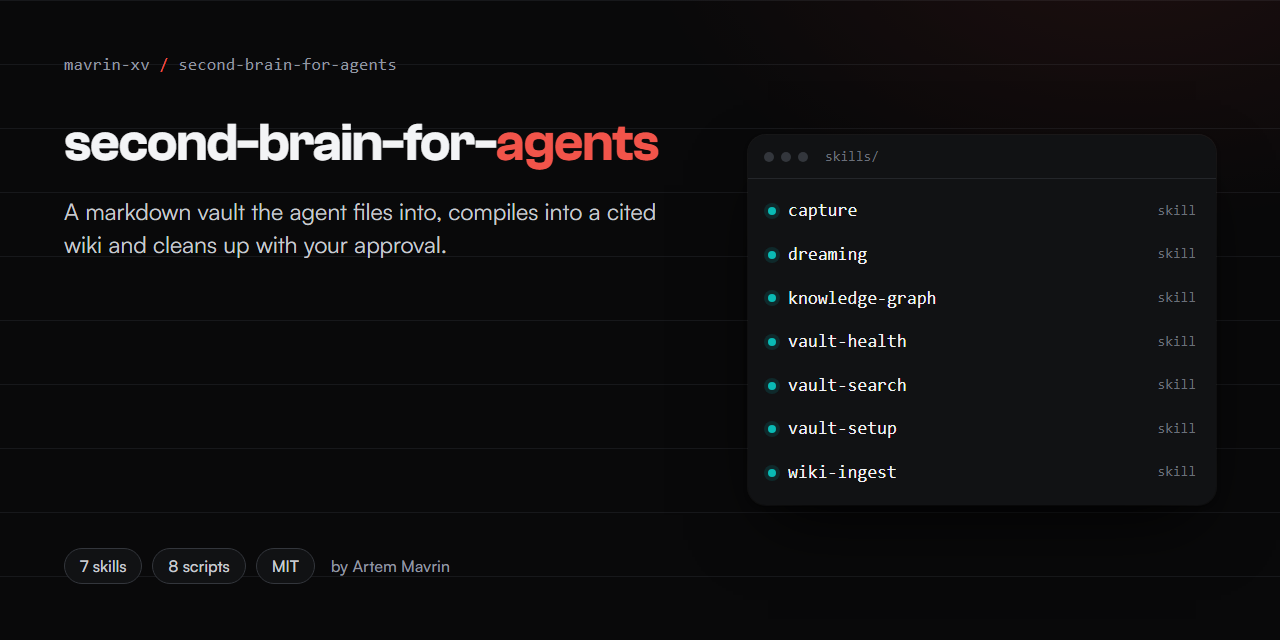 mavrin-xv / second-brain-for-agents
second-brain-for-agents
A markdown vault the agent files into, compiles into a cited
wiki and cleans up with your approval.
skills/
capture skill
dreaming skill
knowledge-graph skill
vault-health skill
vault-search skill
vault-setup skill
wiki-ingest skill
7 skills 8 scripts MIT by Artem Mavrin